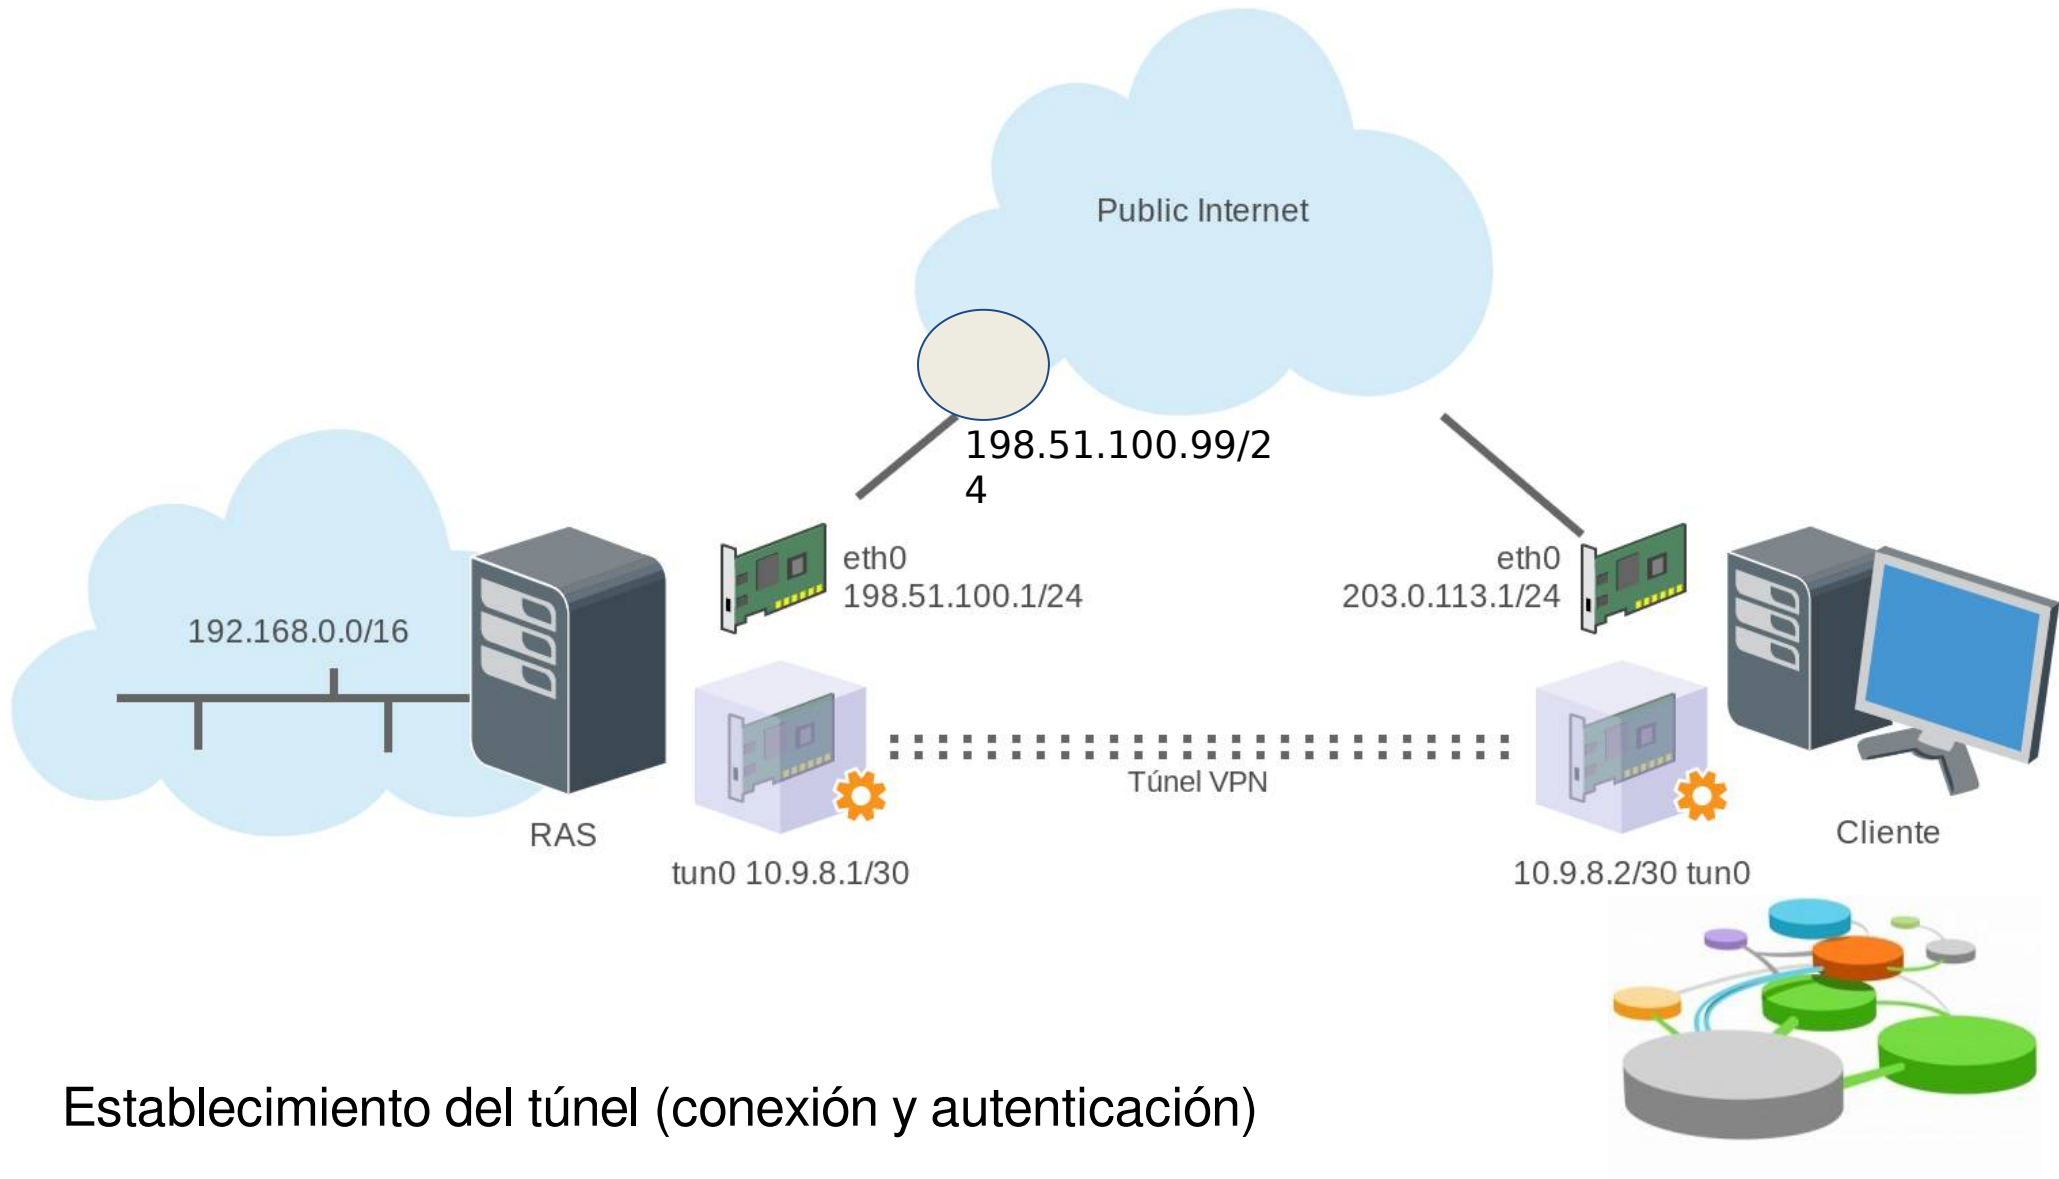 Public Internet
198.51.100.99/2
4
eth0
198.51.100.1/24
eth0
203.0.113.1/24
192.168.0.0/16
Túnel VPN
RAS
Cliente
tun0 10.9.8.1/30
10.9.8.2/30 tun0
Establecimiento del túnel (conexión y autenticación)